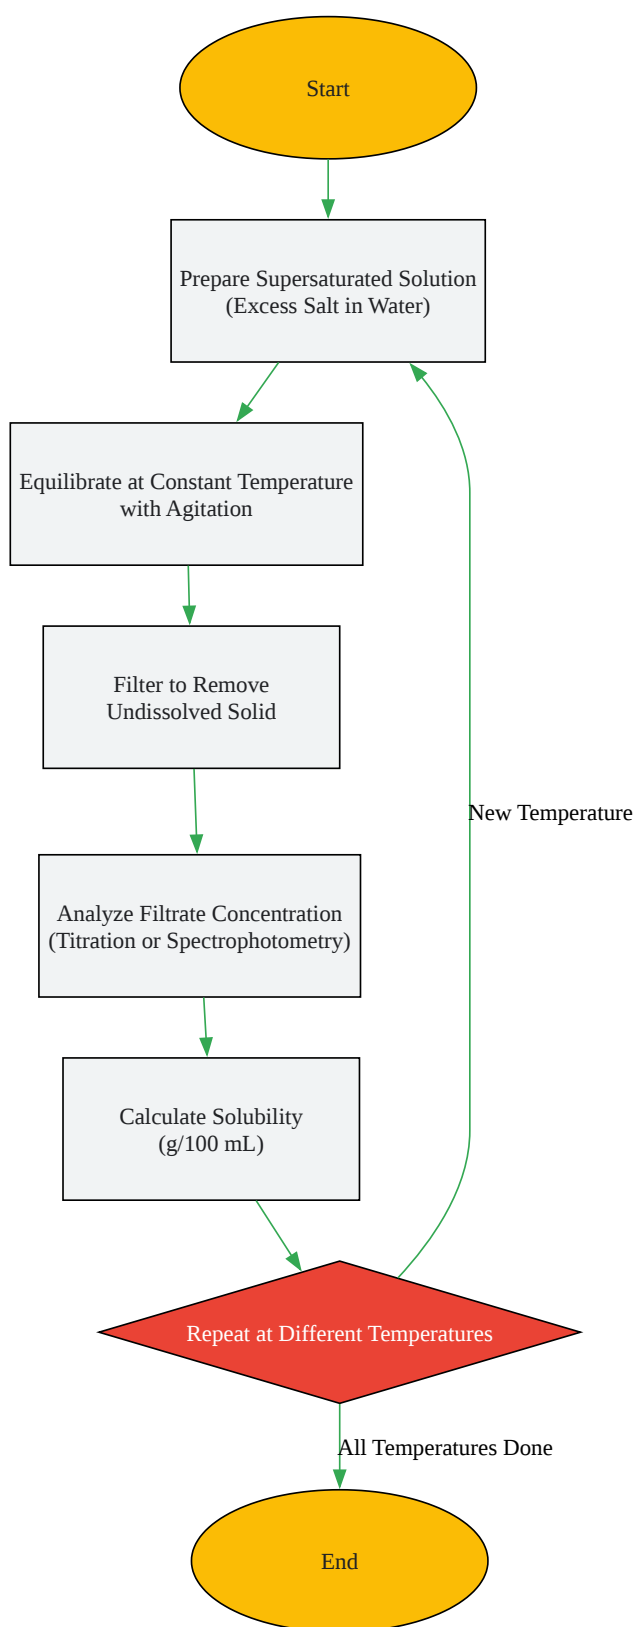 Start
Prepare Supersaturated Solution
(Excess Salt in Water)
Equilibrate at Constant Temperature
with Agitation
Filter to Remove
Undissolved Solid
New Temperature
Analyze Filtrate Concentration
(Titration or Spectrophotometry)
Calculate Solubility
(g/100 mL)
Repeat at Different Temperatures
All Temperatures Done
End